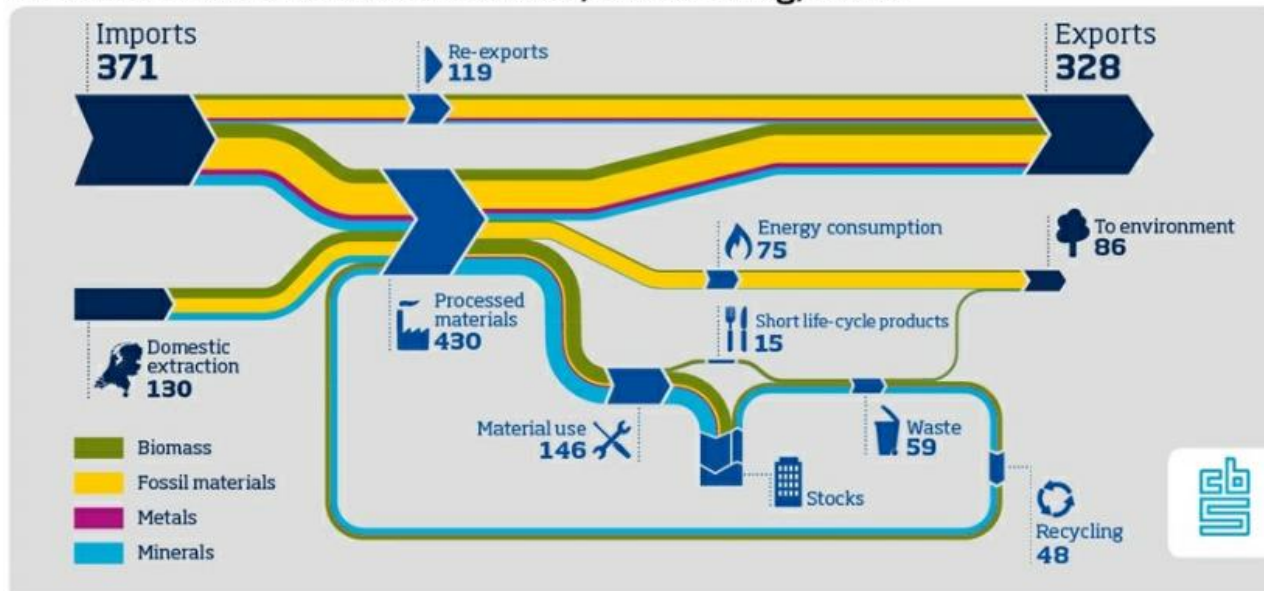 Imports
371
Re-exports
119
Exports
328
Energy consumption
75
To environment
86
Processed
materials
430
Short life-cycle products
15
Domestic
extraction
130
Material use
146
Waste
59
Stocks
Recycling
48
Biomass
Fossil materials
Metals
Minerals
cbs